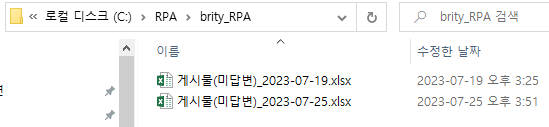 « 로컬 디스크 (C:) > RPA > brity_RPA
brity_RPA 검색
이름 수정한 날짜
게시물(미답변)_2023-07-19.xlsx 2023-07-19 오후 3:25
게시물(미답변)_2023-07-25.xlsx 2023-07-25 오후 3:51